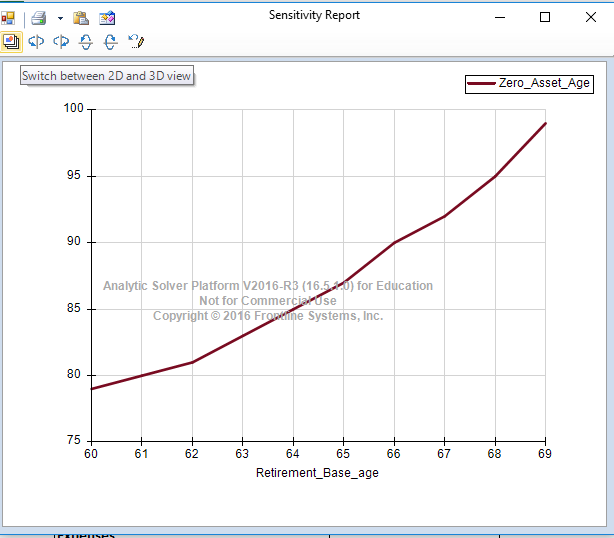 Sensitivity Report
Switch between 2D and 3D view
Zero_Asset_Age
100
95
90
85
80
75
Analytic Solver Platform V2016-R3 (16.5.1.0) for Education
Not for Commercial Use
Copyright © 2016 Frontline Systems, Inc.
60 61 62 63 64 65 66 67 68 69
Retirement_Base_age
Expenses